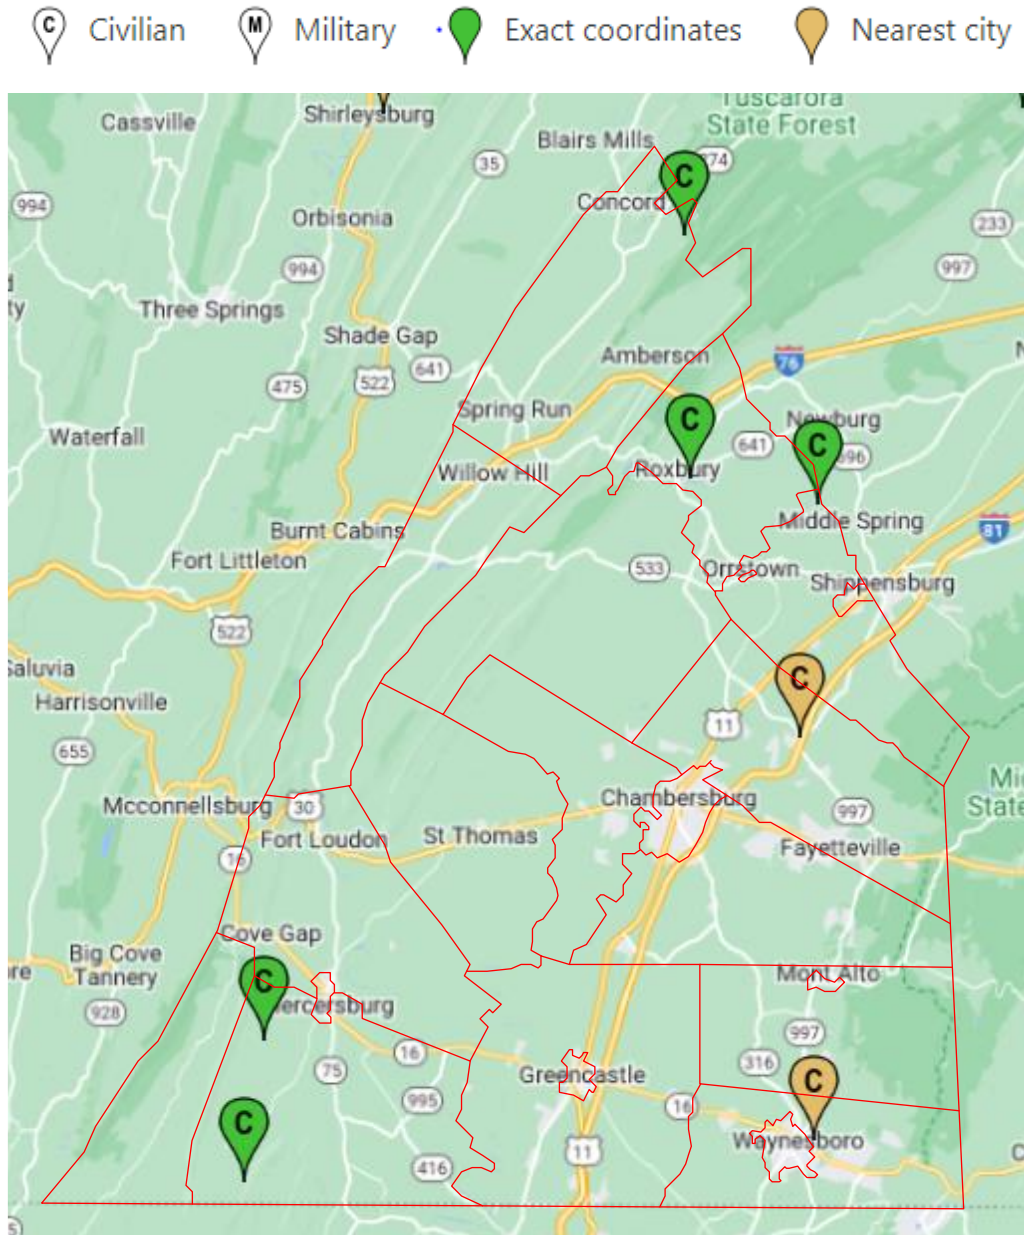 C Civilian M Military Exact coordinates Nearest city
Tuscarora
State Forest
Shirleysburg
Cassville
Blairs Mills
35
274
C
994
Concord
Orbisonia
233
994
997
Three Springs
ty
Shade Gap
Amberson
76
641
522
475
Spring Run
C
Newburg
Waterfall
641
C
696
Willow Hill
Roxbury
Middle Spring
Burnt Cabins
81
Fort Littleton
533
Orrstown
Shippensburg
522
Saluvia
C
Harrisonville
11
655
Mcconnellsburg
30
Chambersburg
State
997
Fort Loudon
St Thomas
Fayetteville
16
Cove Gap
Big Cove
Tannery
re
C
Mont Alto
Mercersburg
928
997
16
316
75
Greencastle
C
995
16
C
Waynesboro
11
416